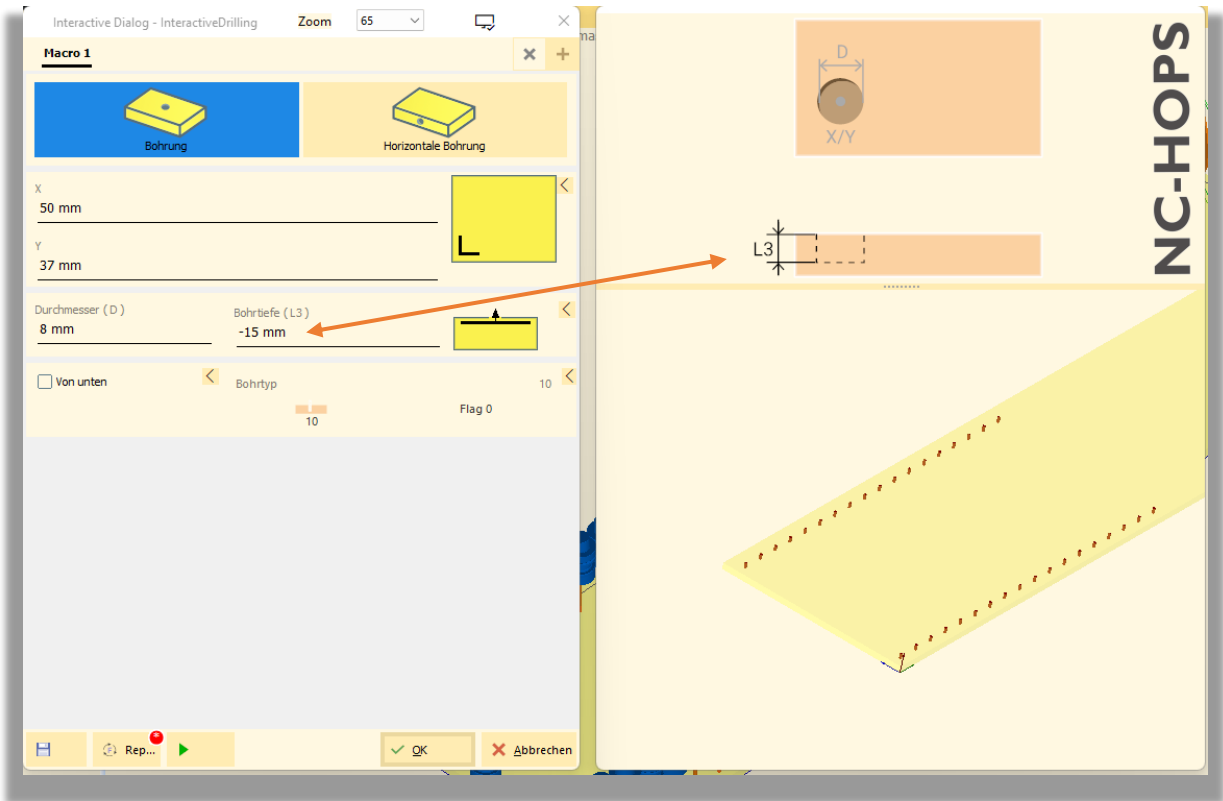 Interactive Dialog - InteractiveDrilling
Zoom
65
Macro 1
Bohrung
Horizontale Bohrung
X
50 mm
Y
37 mm
Durchmesser ( D )
8 mm
Bohrtiefe ( L3 )
-15 mm
Von unten
Bohrtyp
10
10
Flag 0
Rep...
OK
Abbrechen
ma
D
X/Y
L3
NC-HOPS